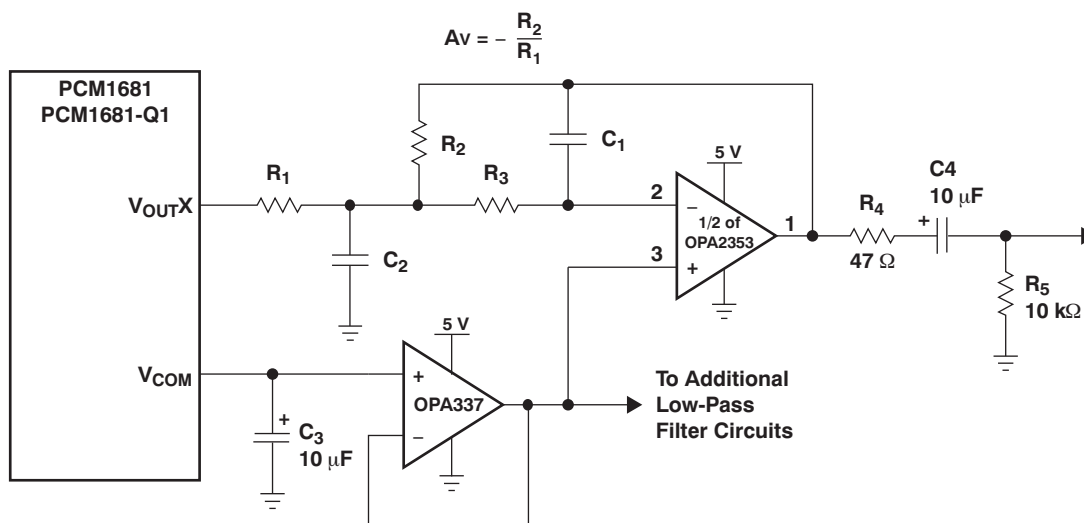 Av = – R2/R1
PCM1681
PCM1681-Q1
R2
C1
R1
R3
5 V
C4
10 µF
VOUTX
2
–
1/2 of
OPA2353
1
R4
+
47 Ω
C2
3
+
R5
10 kΩ
5 V
VCOM
+
OPA337
–
To Additional
Low-Pass
Filter Circuits
+
C3
10 µF